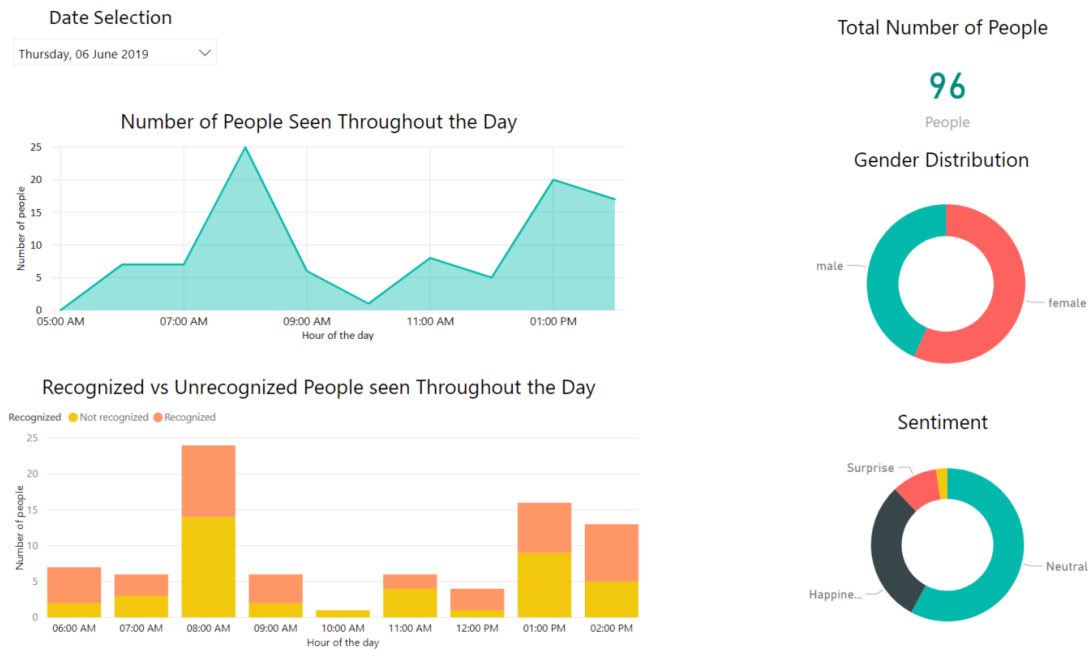 Date Selection
Thursday, 06 June 2019
Total Number of People
96
People
Number of People Seen Throughout the Day
25
20
15
10
5
0
Number of people
05:00 AM 07:00 AM 09:00 AM 11:00 AM 01:00 PM
Hour of the day
Gender Distribution
male
female
Recognized vs Unrecognized People seen Throughout the Day
Recognized Not recognized Recognized
25
20
15
10
5
0
Number of people
06:00 AM 07:00 AM 08:00 AM 09:00 AM 10:00 AM 11:00 AM 12:00 PM 01:00 PM 02:00 PM
Hour of the day
Sentiment
Surprise
Happine...
Neutral